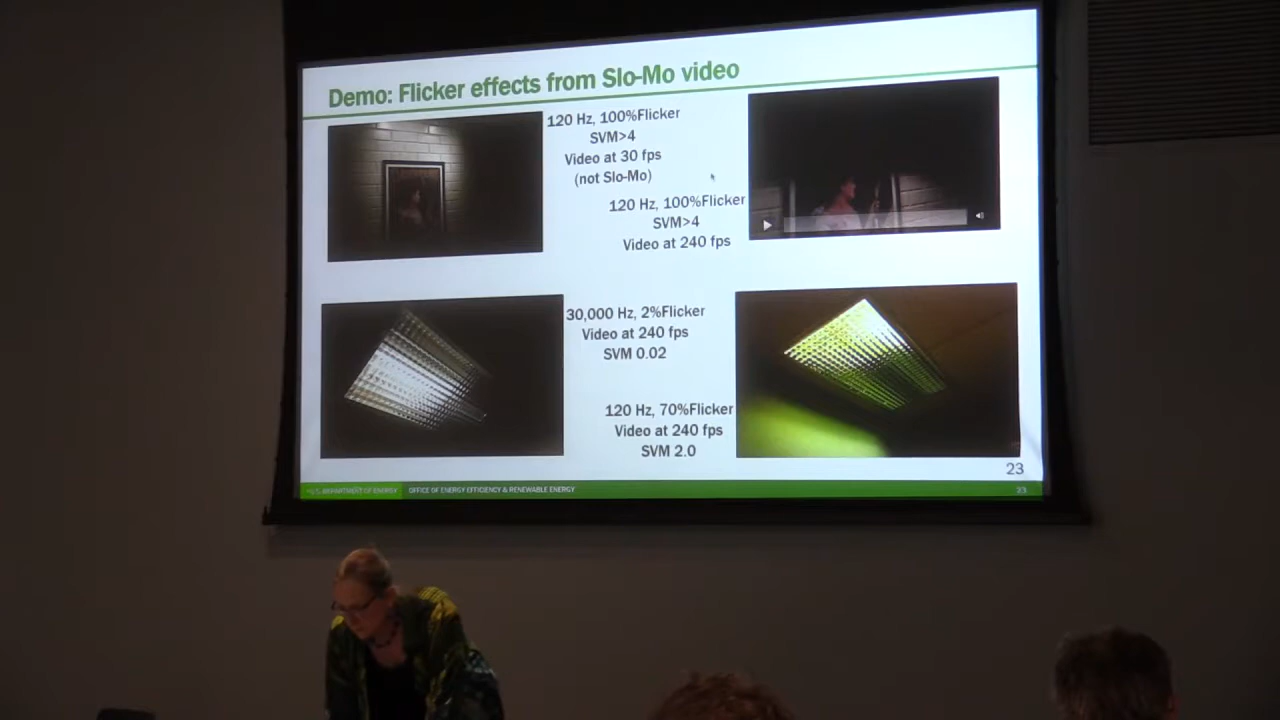 Demo: Flicker effects from Slo-Mo video
120 Hz, 100%Flicker
SVM>4
Video at 30 fps
(not Slo-Mo)
120 Hz, 100%Flicker
SVM>4
Video at 240 fps
30,000 Hz, 2%Flicker
Video at 240 fps
SVM 0.02
120 Hz, 70%Flicker
Video at 240 fps
SVM 2.0
23
U.S. DEPARTMENT OF ENERGY OFFICE OF ENERGY EFFICIENCY & RENEWABLE ENERGY 23